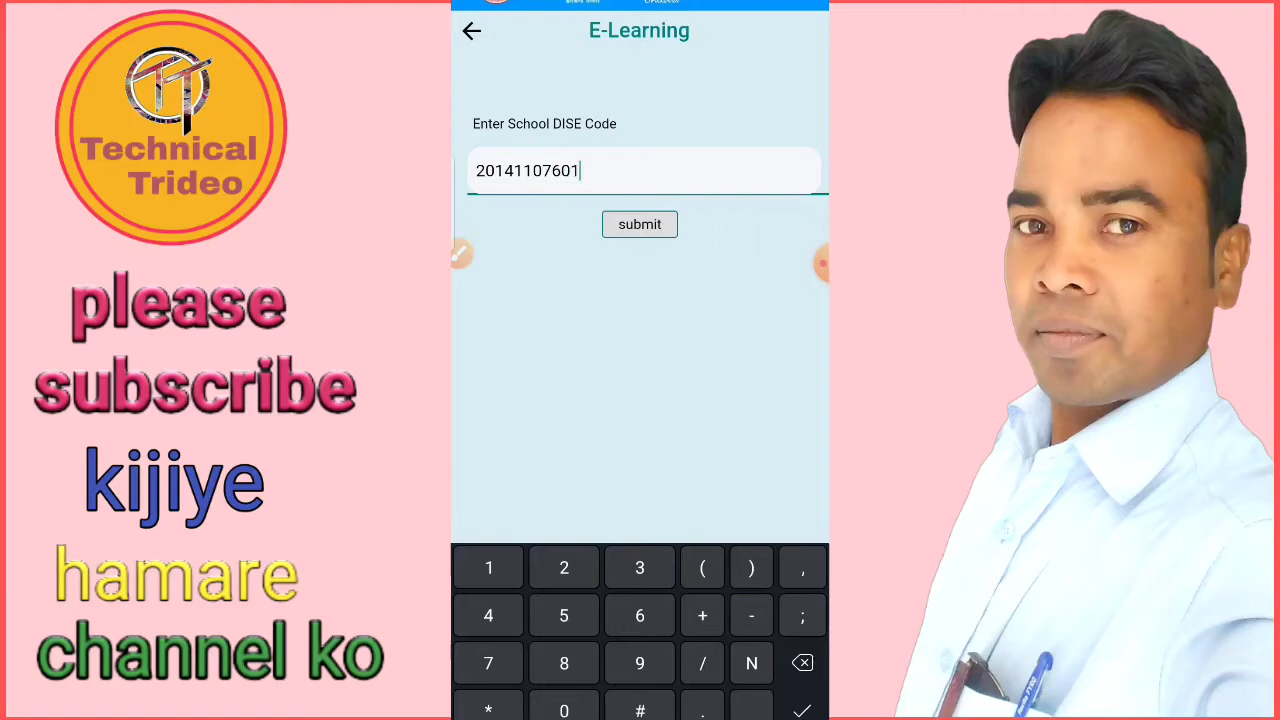 TT
Technical
Trideo
please
subscribe
kijiye
hamare
channel ko
E-Learning
Enter School DISE Code
20141107601
submit
1 2 3 ( ) ,
4 5 6 + - ;
7 8 9 / N
* 0 # .